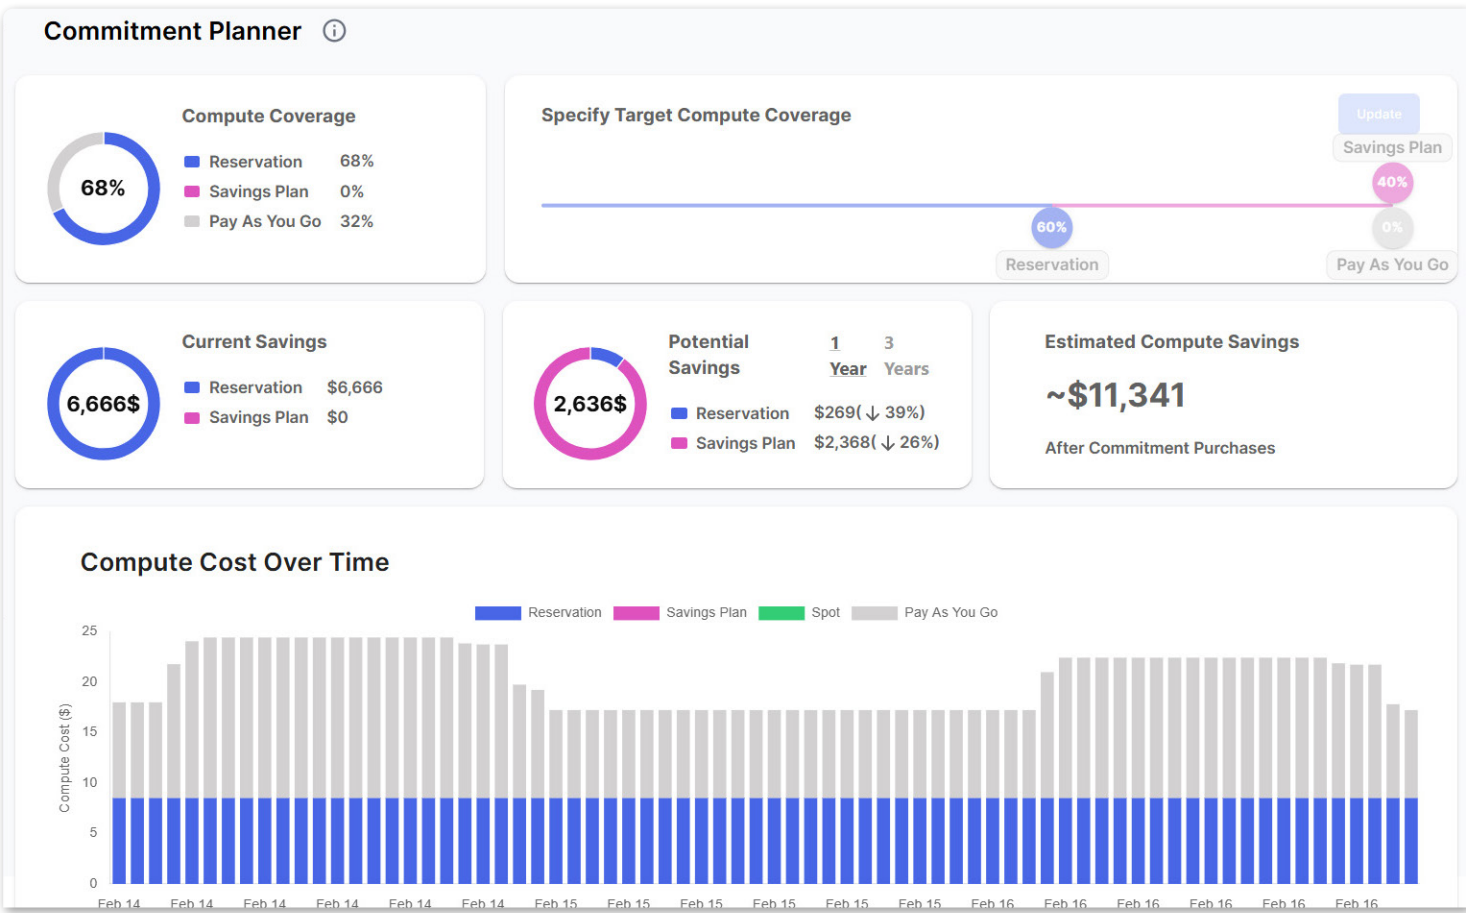 Commitment Planner
Compute Coverage
68%
Reservation 68%
Savings Plan 0%
Pay As You Go 32%
Specify Target Compute Coverage
Update
Savings Plan
40%
60%
0%
Reservation
Pay As You Go
Current Savings
6,666$
Reservation $6,666
Savings Plan $0
Potential Savings
1 Year
3 Years
2,636$
Reservation $269(↓ 39%)
Savings Plan $2,368(↓ 26%)
Estimated Compute Savings
~$11,341
After Commitment Purchases
Compute Cost Over Time
Reservation Savings Plan Spot Pay As You Go
Compute Cost ($)
25
20
15
10
5
0
Feb 14 Feb 14 Feb 14 Feb 14 Feb 14 Feb 14 Feb 15 Feb 15 Feb 15 Feb 15 Feb 15 Feb 15 Feb 16 Feb 16 Feb 16 Feb 16 Feb 16 Feb 16